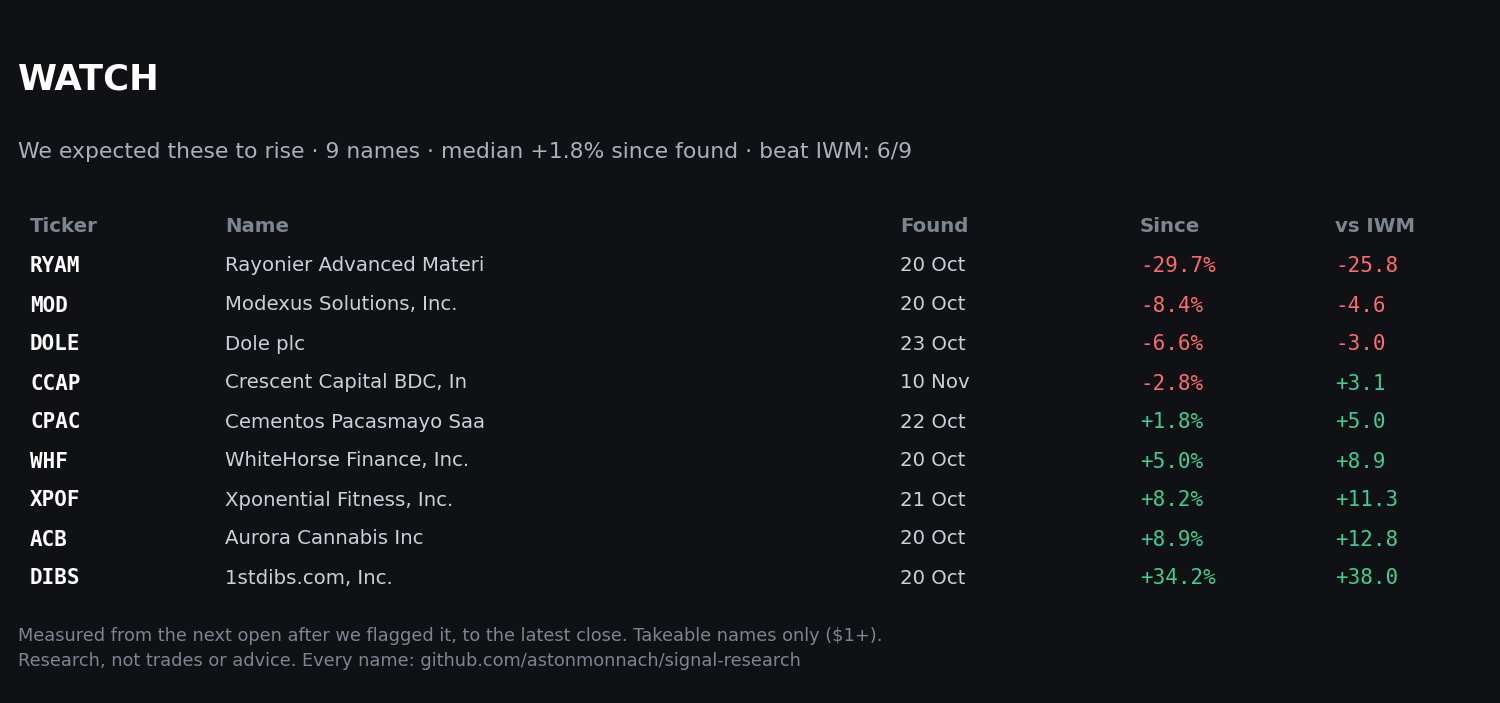 WATCH
We expected these to rise · 9 names · median +1.8% since found · beat IWM: 6/9
Ticker Name Found Since vs IWM
RYAM Rayonier Advanced Materi 20 Oct -29.7% -25.8
MOD Modexus Solutions, Inc. 20 Oct -8.4% -4.6
DOLE Dole plc 23 Oct -6.6% -3.0
CCAP Crescent Capital BDC, In 10 Nov -2.8% +3.1
CPAC Cementos Pacasmayo Saa 22 Oct +1.8% +5.0
WHF WhiteHorse Finance, Inc. 20 Oct +5.0% +8.9
XPOF Xponential Fitness, Inc. 21 Oct +8.2% +11.3
ACB Aurora Cannabis Inc 20 Oct +8.9% +12.8
DIBS 1stdibs.com, Inc. 20 Oct +34.2% +38.0
Measured from the next open after we flagged it, to the latest close. Takeable names only ($1+).
Research, not trades or advice. Every name: github.com/astonmonnach/signal-research